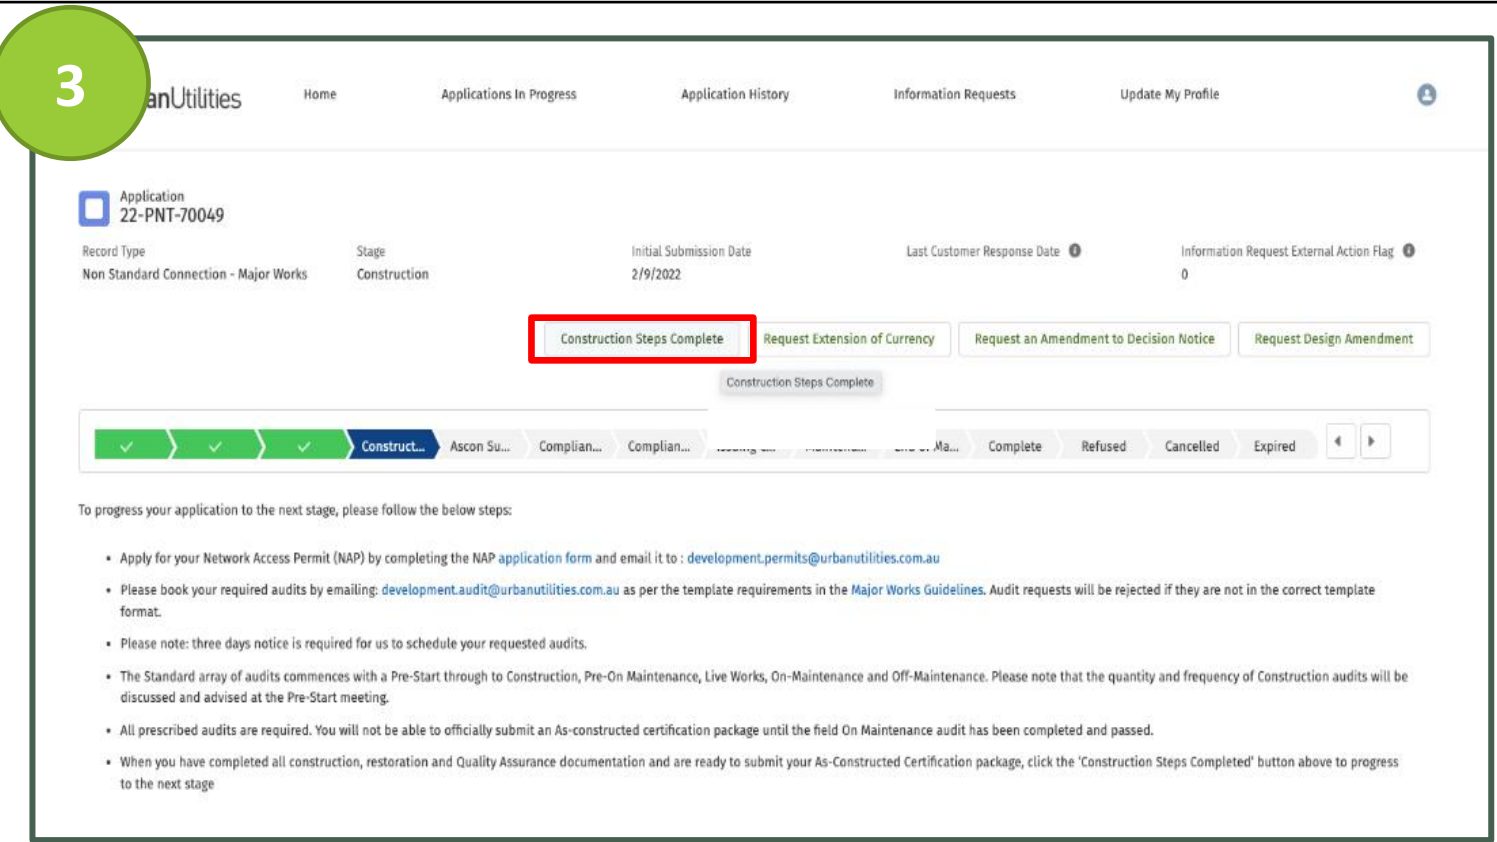 3
anUtilities
Home
Applications In Progress
Application History
Information Requests
Update My Profile
Application
22-PNT-70049
Record Type
Stage
Initial Submission Date
Last Customer Response Date
Information Request External Action Flag
Non Standard Connection - Major Works
Construction
2/9/2022
0
Construction Steps Complete
Request Extension of Currency
Request an Amendment to Decision Notice
Request Design Amendment
Construction Steps Complete
Construct...
Ascon Su...
Complian...
Complian...
Ma...
Complete
Refused
Cancelled
Expired
To progress your application to the next stage, please follow the below steps:
• Apply for your Network Access Permit (NAP) by completing the NAP application form and email it to : development.permits@urbanutilities.com.au
• Please book your required audits by emailing: development.audit@urbanutilities.com.au as per the template requirements in the Major Works Guidelines. Audit requests will be rejected if they are not in the correct template
format.
• Please note: three days notice is required for us to schedule your requested audits.
• The Standard array of audits commences with a Pre-Start through to Construction, Pre-On Maintenance, Live Works, On-Maintenance and Off-Maintenance. Please note that the quantity and frequency of Construction audits will be
discussed and advised at the Pre-Start meeting.
• All prescribed audits are required. You will not be able to officially submit an As-constructed certification package until the field On Maintenance audit has been completed and passed.
• When you have completed all construction, restoration and Quality Assurance documentation and are ready to submit your As-Constructed Certification package, click the 'Construction Steps Completed' button above to progress
to the next stage